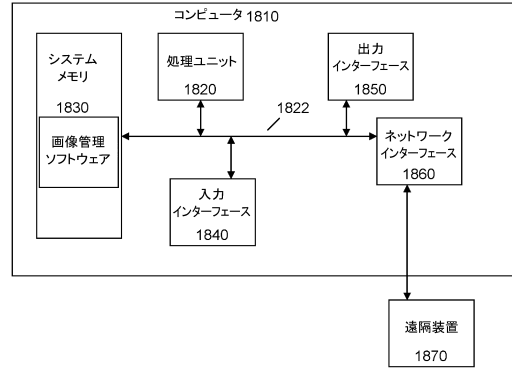 コンピュータ 1810
システム
メモリ
1830
画像管理
ソフトウェア
処理ユニット
1820
出力
インターフェース
1850
1822
ネットワーク
インターフェース
1860
入力
インターフェース
1840
遠隔装置
1870